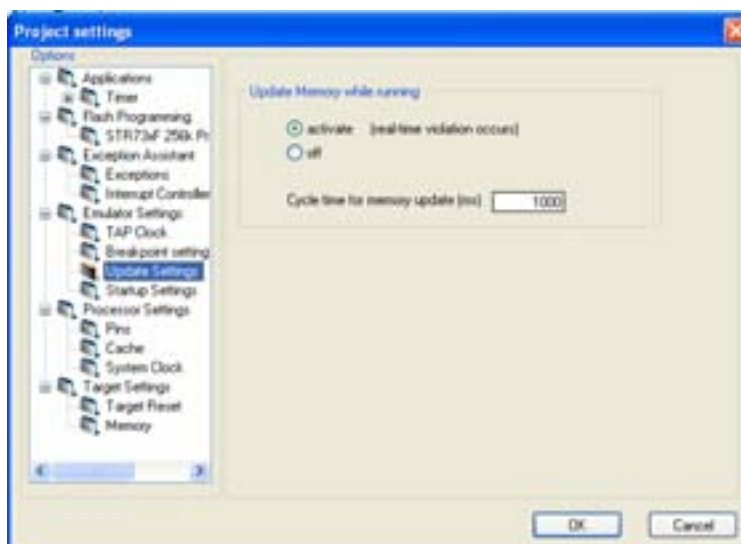 Project settings
Options
Applications
Timer
Flash Programming
STR73xF 256k Pr
Exception Assistant
Exceptions
Interrupt Controller
Emulator Settings
TAP Clock
Breakpoint setting
Update Settings
Startup Settings
Processor Settings
Pins
Cache
System Clock
Target Settings
Target Reset
Memory
Update Memory while running
activate (real-time violation occurs)
off
Cycle time for memory update (ms) 1000
OK Cancel